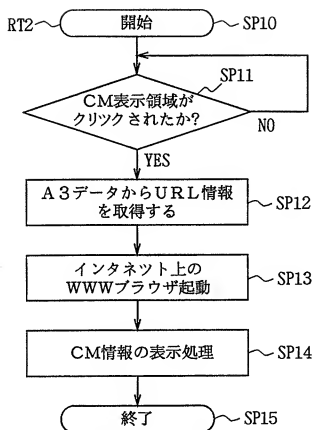 RT2
開始
SP10
SP11
CM表示領域が
クリツクされたか?
NO
YES
A3データからURL情報
を取得する
SP12
インタネツト上の
WWWブラウザ起動
SP13
CM情報の表示処理
SP14
終了
SP15